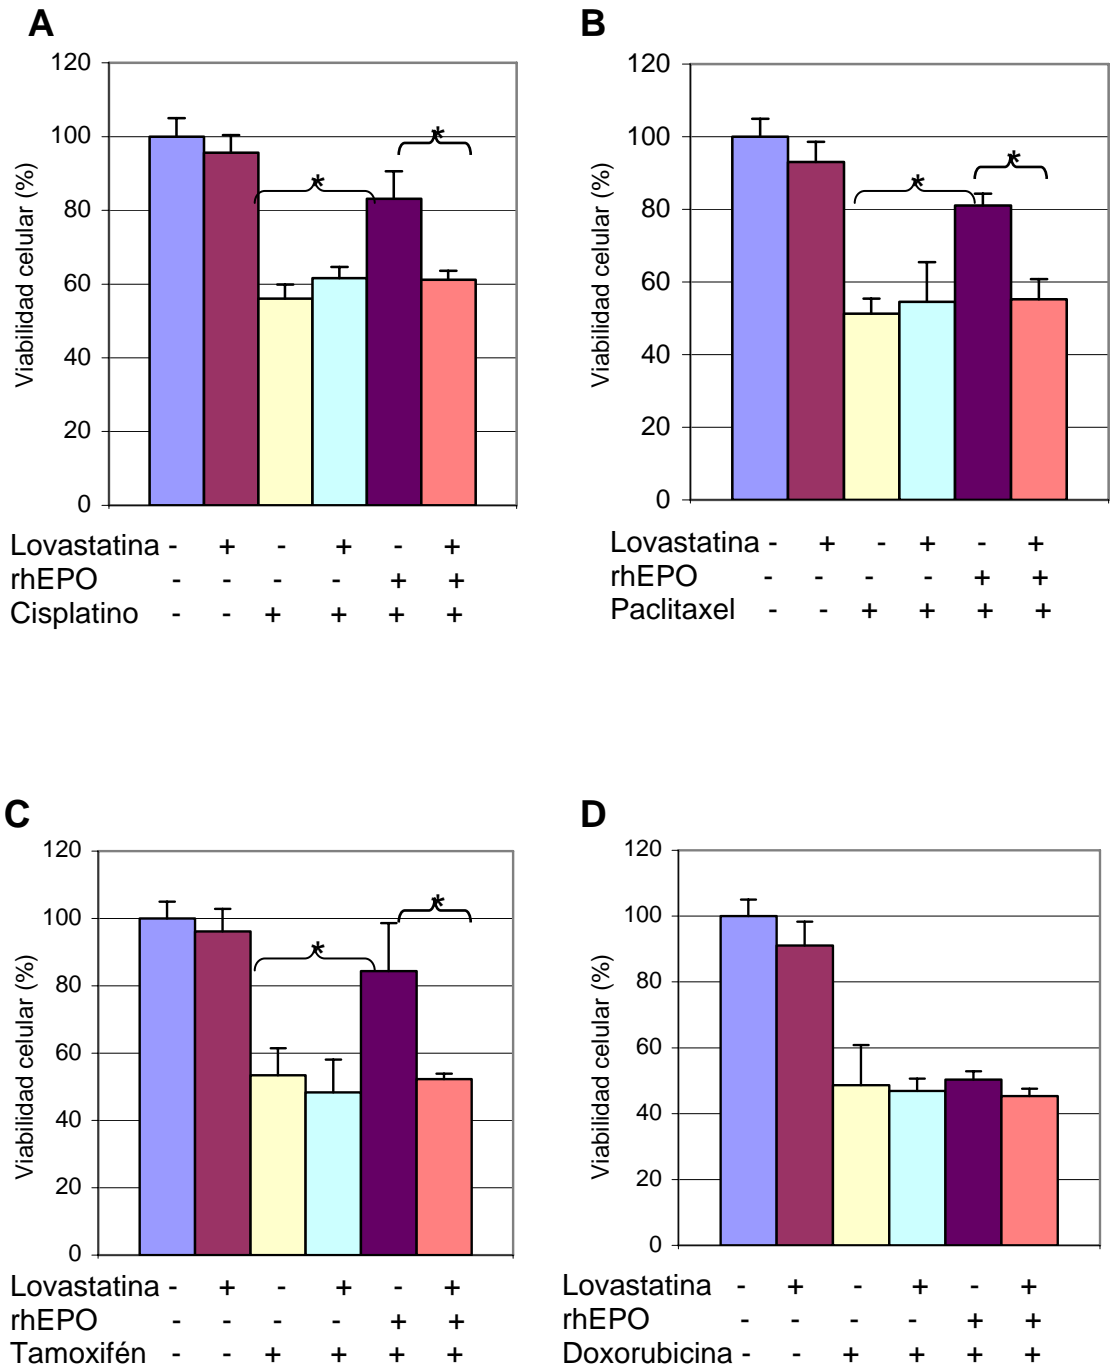 A
B
120
100
80
60
40
20
0
Viabilidad celular (%)
*
*
Lovastatina - + - + - +
rhEPO - - - - + +
Cisplatino - - + + + +
120
100
80
60
40
20
0
Viabilidad celular (%)
*
*
Lovastatina - + - + - +
rhEPO - - - - + +
Paclitaxel - - + + + +
C
D
120
100
80
60
40
20
0
Viabilidad celular (%)
*
*
Lovastatina - + - + - +
rhEPO - - - - + +
Tamoxifén - - + + + +
120
100
80
60
40
20
0
Viabilidad celular (%)
Lovastatina - + - + - +
rhEPO - - - - + +
Doxorubicina - - + + + +